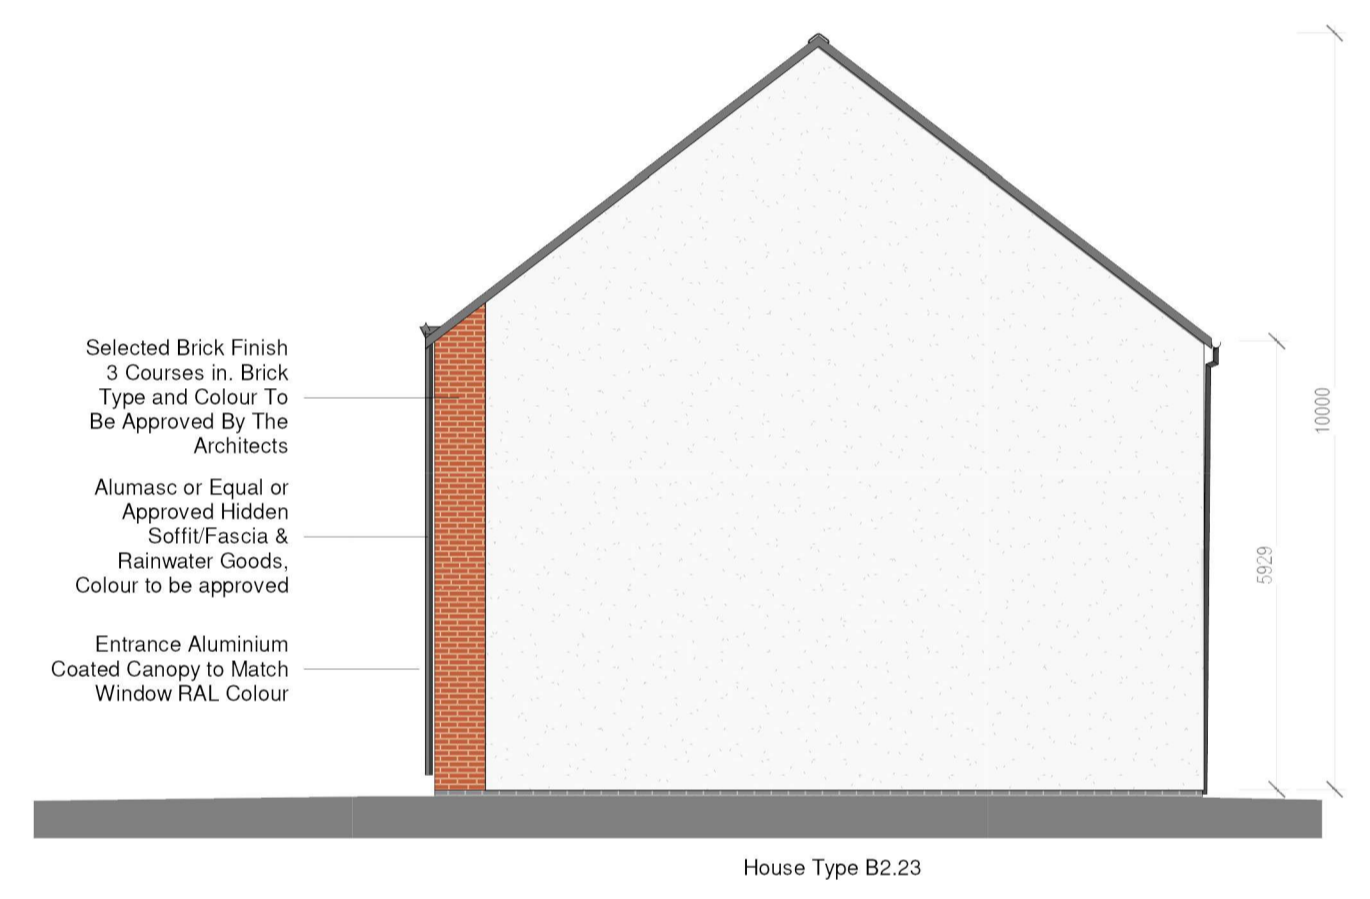 Selected Brick Finish
3 Courses in. Brick
Type and Colour To
Be Approved By The
Architects
Alumasc or Equal or
Approved Hidden
Soffit/Fascia &
Rainwater Goods,
Colour to be approved
Entrance Aluminium
Coated Canopy to Match
Window RAL Colour
10000
5929
House Type B2.23